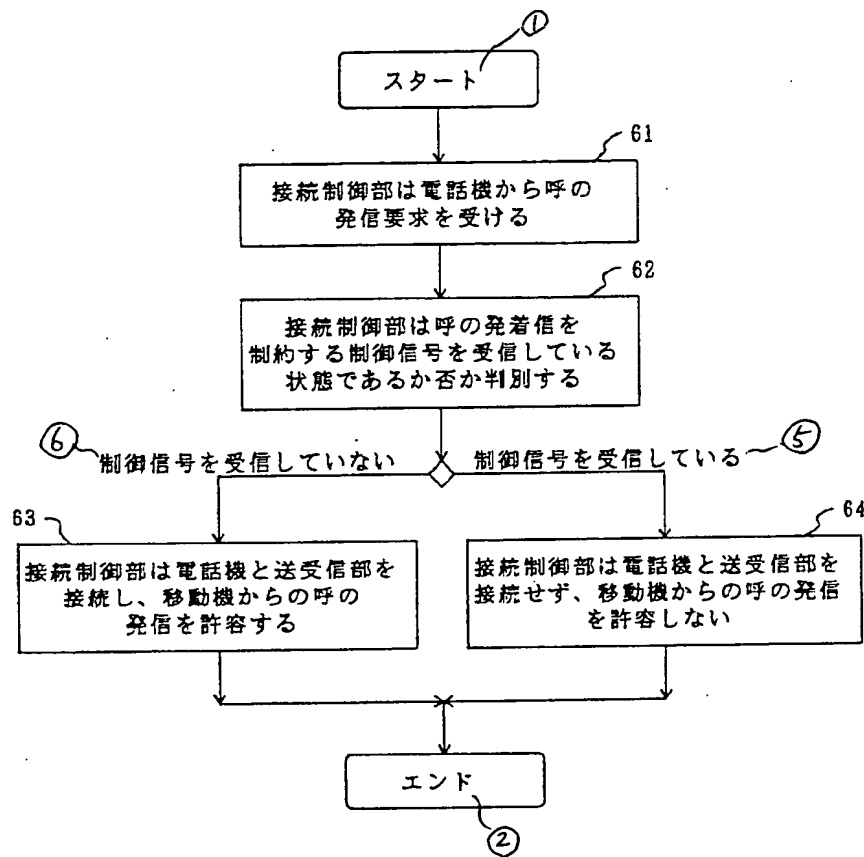 ①
スタート
61
接続制御部は電話機から呼の
発信要求を受ける
62
接続制御部は呼の発着信を
制約する制御信号を受信している
状態であるか否か判別する
⑥
制御信号を受信していない
制御信号を受信している
⑤
63
接続制御部は電話機と送受信部を
接続し、移動機からの呼の
発信を許容する
64
接続制御部は電話機と送受信部を
接続せず、移動機からの呼の発信
を許容しない
エンド
②